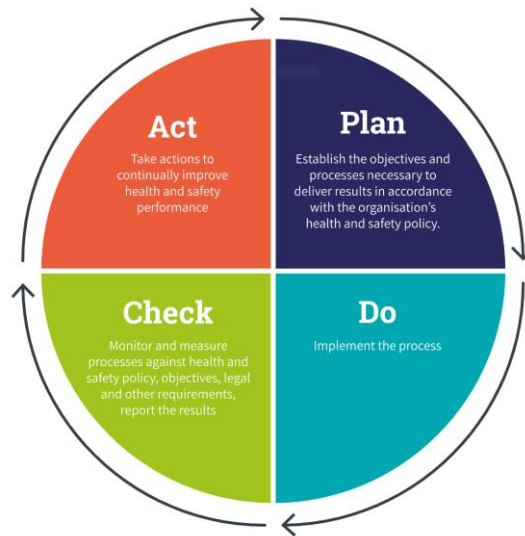 Act
Take actions to
continually improve
health and safety
performance
Plan
Establish the objectives and
processes necessary to
deliver results in accordance
with the organisation's
health and safety policy.
Check
Monitor and measure
processes against health and
safety policy, objectives, legal
and other requirements,
report the results
Do
Implement the process